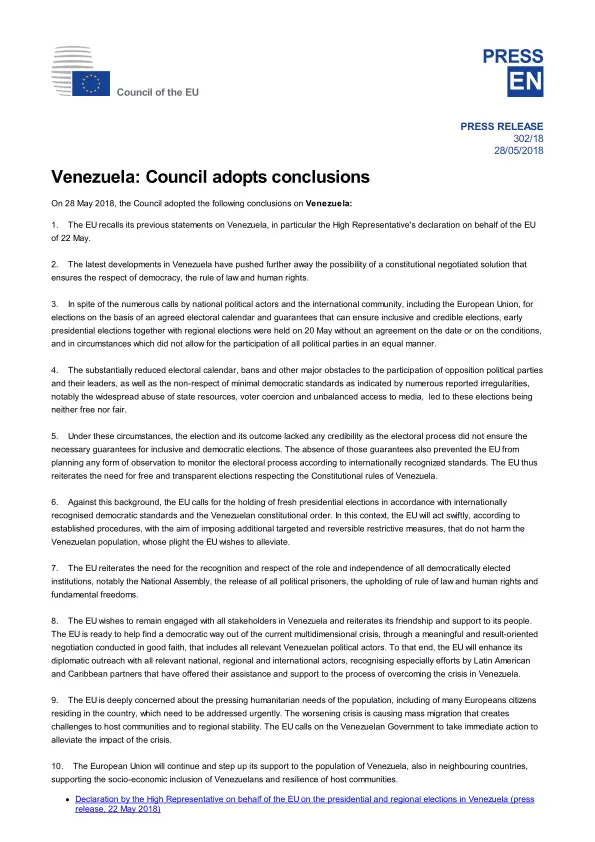 Council of the EU
PRESS
EN
PRESS RELEASE
302/18
28/05/2018
Venezuela: Council adopts conclusions
On 28 May 2018, the Council adopted the following conclusions on Venezuela:
1. The EU recalls its previous statements on Venezuela, in particular the High Representative's declaration on behalf of the EU
of 22 May.
2. The latest developments in Venezuela have pushed further away the possibility of a constitutional negotiated solution that
ensures the respect of democracy, the rule of law and human rights.
3. In spite of the numerous calls by national political actors and the international community, including the European Union, for
elections on the basis of an agreed electoral calendar and guarantees that can ensure inclusive and credible elections, early
presidential elections together with regional elections were held on 20 May without an agreement on the date or on the conditions,
and in circumstances which did not allow for the participation of all political parties in an equal manner.
4. The substantially reduced electoral calendar, bans and other major obstacles to the participation of opposition political parties
and their leaders, as well as the non-respect of minimal democratic standards as indicated by numerous reported irregularities,
notably the widespread abuse of state resources, voter coercion and unbalanced access to media, led to these elections being
neither free nor fair.
5. Under these circumstances, the election and its outcome lacked any credibility as the electoral process did not ensure the
necessary guarantees for inclusive and democratic elections. The absence of those guarantees also prevented the EU from
planning any form of observation to monitor the electoral process according to internationally recognized standards. The EU thus
reiterates the need for free and transparent elections respecting the Constitutional rules of Venezuela.
6. Against this background, the EU calls for the holding of fresh presidential elections in accordance with internationally
recognised democratic standards and the Venezuelan constitutional order. In this context, the EU will act swiftly, according to
established procedures, with the aim of imposing additional targeted and reversible restrictive measures, that do not harm the
Venezuelan population, whose plight the EU wishes to alleviate.
7. The EU reiterates the need for the recognition and respect of the role and independence of all democratically elected
institutions, notably the National Assembly, the release of all political prisoners, the upholding of rule of law and human rights and
fundamental freedoms.
8. The EU wishes to remain engaged with all stakeholders in Venezuela and reiterates its friendship and support to its people.
The EU is ready to help find a democratic way out of the current multidimensional crisis, through a meaningful and result-oriented
negotiation conducted in good faith, that includes all relevant Venezuelan political actors. To that end, the EU will enhance its
diplomatic outreach with all relevant national, regional and international actors, recognising especially efforts by Latin American
and Caribbean partners that have offered their assistance and support to the process of overcoming the crisis in Venezuela.
9. The EU is deeply concerned about the pressing humanitarian needs of the population, including of many Europeans citizens
residing in the country, which need to be addressed urgently. The worsening crisis is causing mass migration that creates
challenges to host communities and to regional stability. The EU calls on the Venezuelan Government to take immediate action to
alleviate the impact of the crisis.
10. The European Union will continue and step up its support to the population of Venezuela, also in neighbouring countries,
supporting the socio-economic inclusion of Venezuelans and resilience of host communities.
• Declaration by the High Representative on behalf of the EU on the presidential and regional elections in Venezuela (press
release, 22 May 2018)